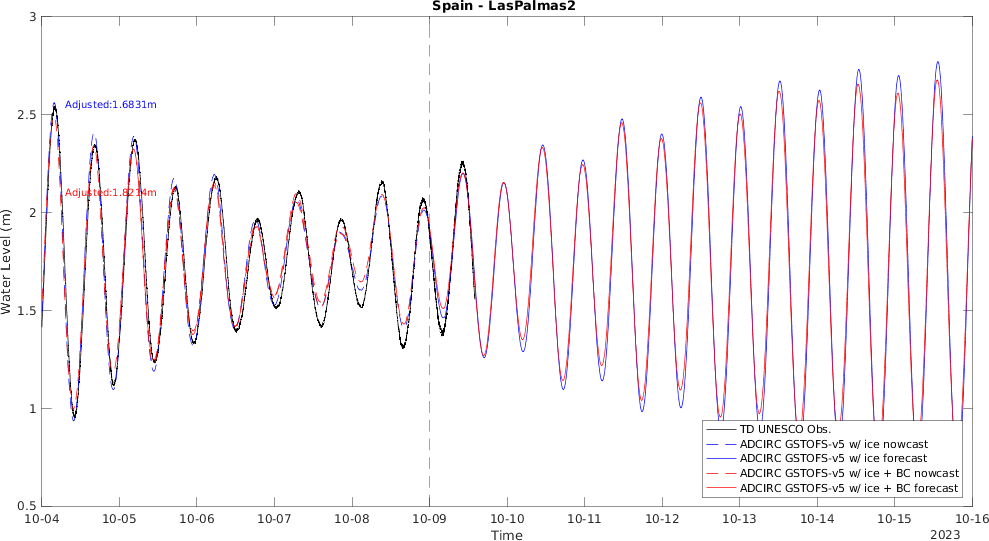 Spain - LasPalmas2
3
2.5
2
1.5
1
0.5
Water Level (m)
Adjusted:1.6831m
Adjusted:1.8214m
TD UNESCO Obs.
ADCIRC GSTOFS-v5 w/ ice nowcast
ADCIRC GSTOFS-v5 w/ ice forecast
ADCIRC GSTOFS-v5 w/ ice + BC nowcast
ADCIRC GSTOFS-v5 w/ ice + BC forecast
10-04 10-05 10-06 10-07 10-08 10-09 10-10 10-11 10-12 10-13 10-14 10-15 10-16
Time
2023